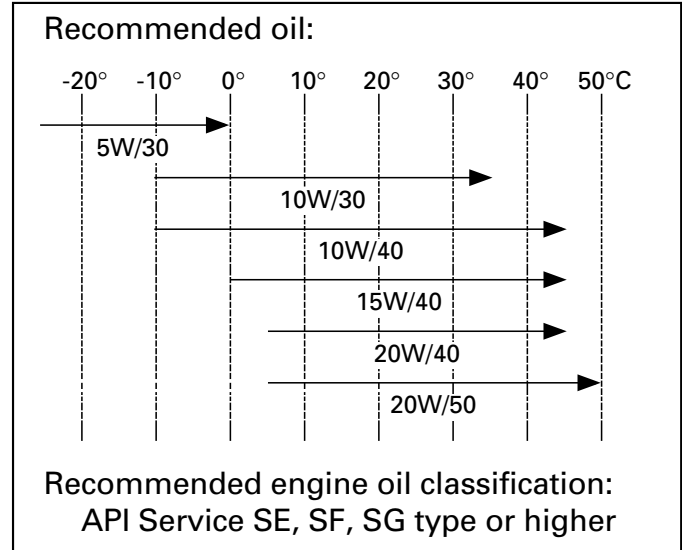 Recommended oil:
-20° -10° 0° 10° 20° 30° 40° 50°C
5W/30
10W/30
10W/40
15W/40
20W/40
20W/50
Recommended engine oil classification:
API Service SE, SF, SG type or higher